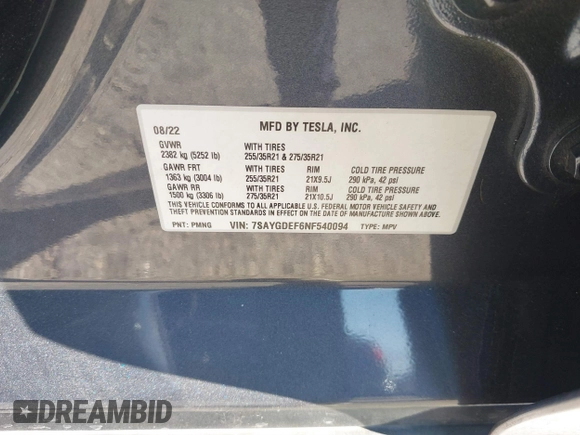 08/22 MFD BY TESLA, INC.
GVWR WITH TIRES
2382 kg (5252 lb) 255/35R21 & 275/35R21
GAWR FRT WITH TIRES RIM COLD TIRE PRESSURE
1363 kg (3004 lb) 255/35R21 21X9.5J 290 kPa, 42 psi
GAWR RR WITH TIRES RIM COLD TIRE PRESSURE
1500 kg (3306 lb) 275/35R21 21X10.5J 290 kPa, 42 psi
THIS VEHICLE CONFORMS TO ALL APPLICABLE U.S. FEDERAL MOTOR VEHICLE SAFETY AND
THEFT PREVENTION STANDARDS IN EFFECT ON THE DATE OF MANUFACTURE SHOWN ABOVE.
PNT: PMNG VIN: 7SAYGDEF6NF540094 TYPE: MPV
DREAMBID